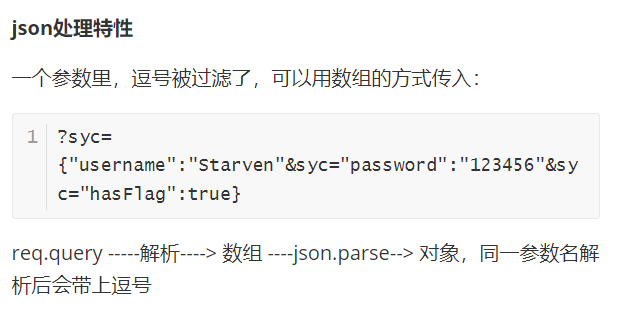 json处理特性
一个参数里，逗号被过滤了，可以用数组的方式传入：
1 ?syc=
{"username":"Starven"&syc="password":"123456"&sy
c="hasFlag":true}
req.query -----解析----> 数组 ----json.parse--> 对象，同一参数名解
析后会带上逗号